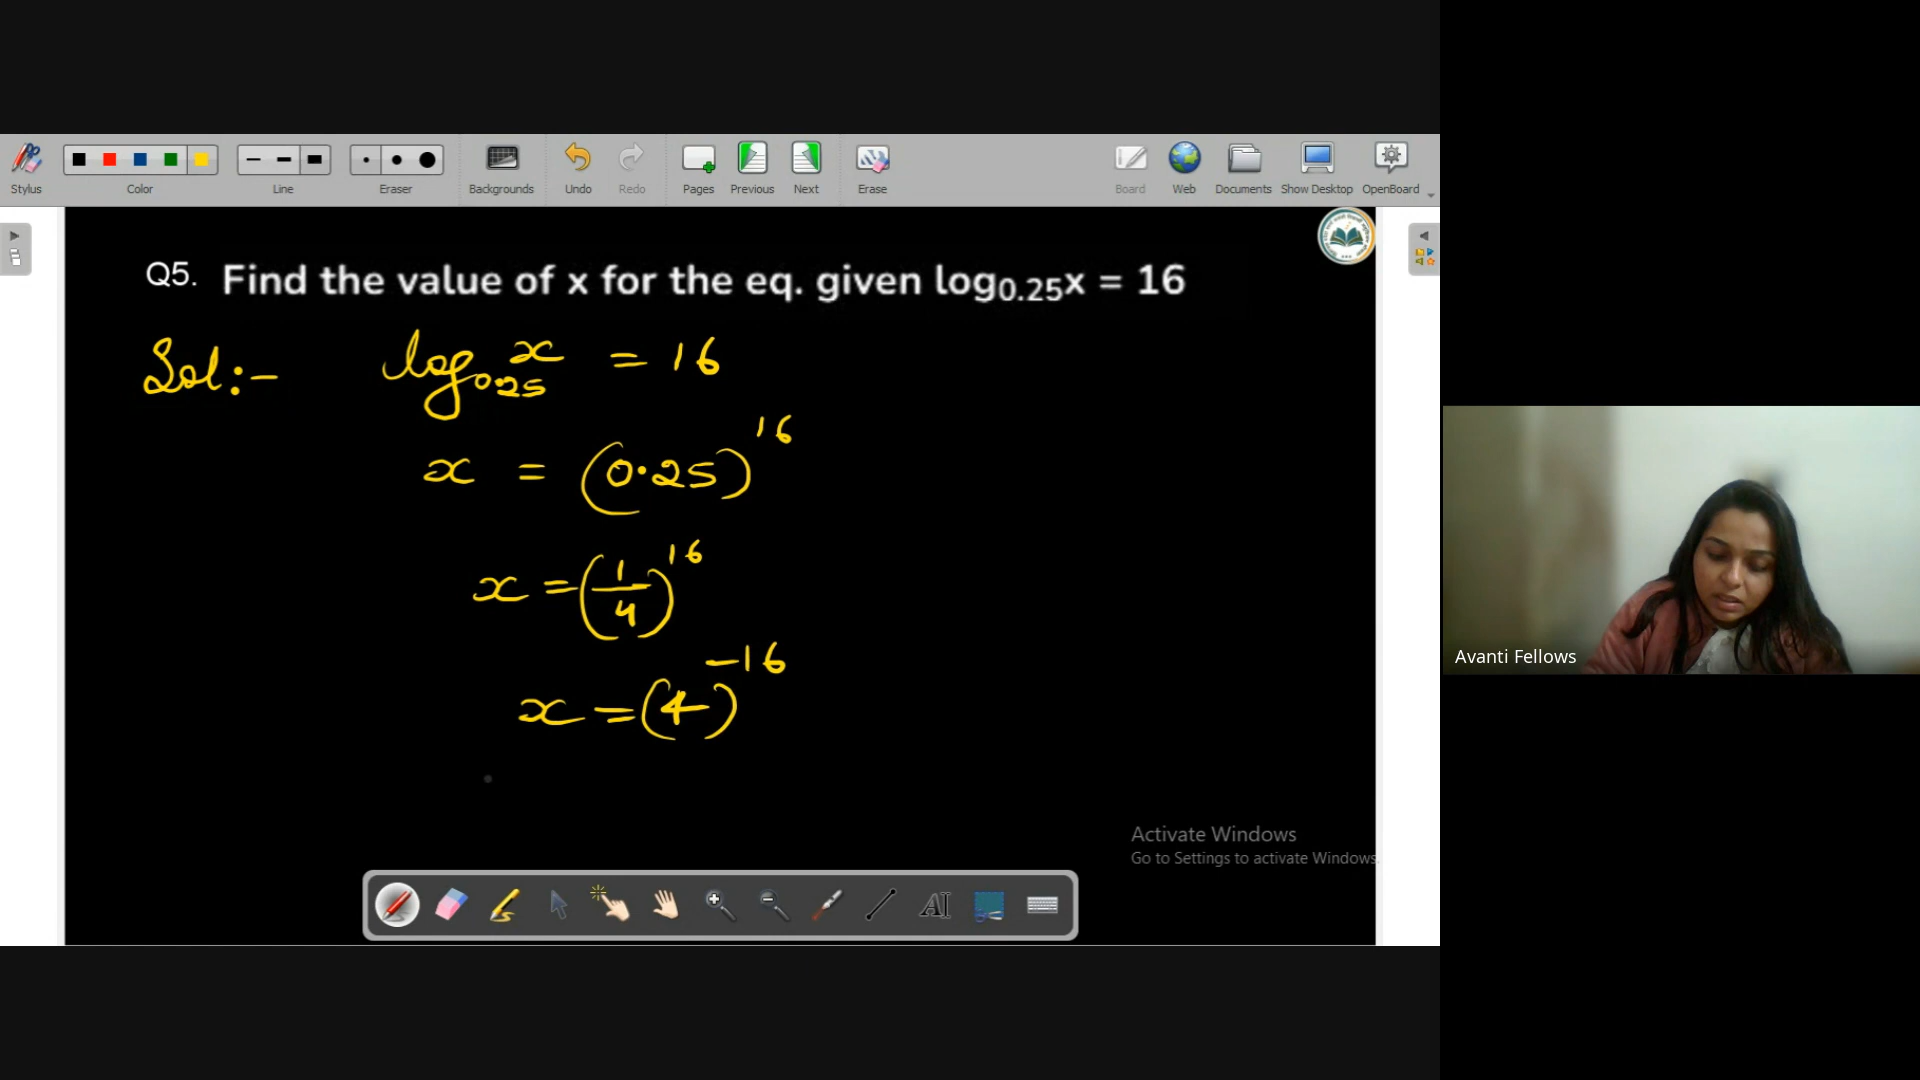 Stylus Color Line Eraser Backgrounds Undo Redo Pages Previous Next Erase Board Web Documents Show Desktop OpenBoard
Q5. Find the value of x for the eq. given log₀.₂₅x = 16
Sol:- log₀.₂₅ x = 16
x = (0.25)¹⁶
x = (1/4)¹⁶
x = (4)⁻¹⁶
Avanti Fellows
Activate Windows
Go to Settings to activate Windows.